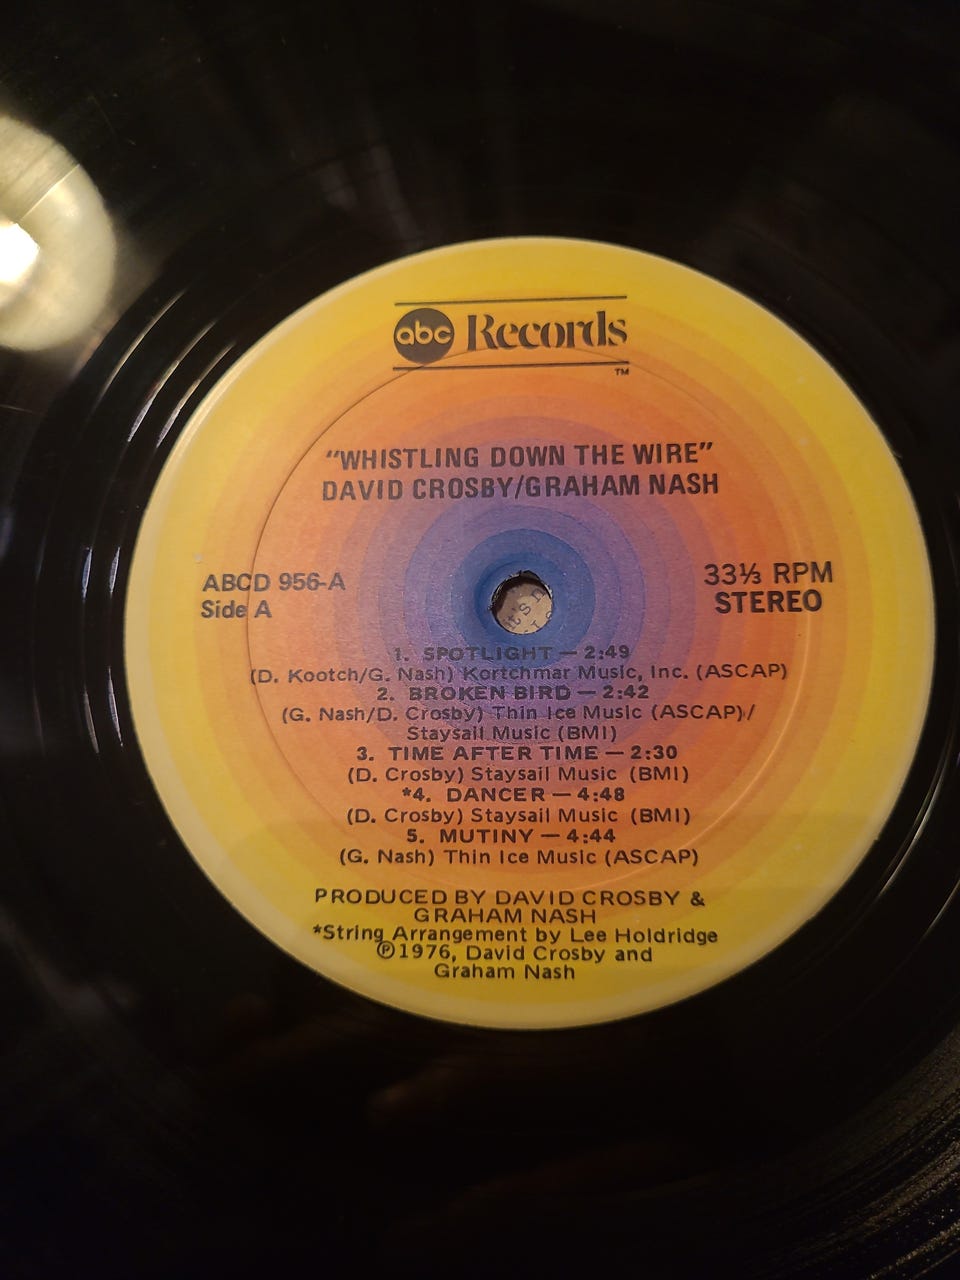 abc Records
TM
"WHISTLING DOWN THE WIRE"
DAVID CROSBY/GRAHAM NASH
ABCD 956-A
Side A
33⅓ RPM
STEREO
it's
1. SPOTLIGHT — 2:49
(D. Kootch/G. Nash) Kortchmar Music, Inc. (ASCAP)
2. BROKEN BIRD — 2:42
(G. Nash/D. Crosby) Thin Ice Music (ASCAP)/
Staysail Music (BMI)
3. TIME AFTER TIME — 2:30
(D. Crosby) Staysail Music (BMI)
*4. DANCER — 4:48
(D. Crosby) Staysail Music (BMI)
5. MUTINY — 4:44
(G. Nash) Thin Ice Music (ASCAP)
PRODUCED BY DAVID CROSBY &
GRAHAM NASH
*String Arrangement by Lee Holdridge
Ⓟ1976, David Crosby and
Graham Nash